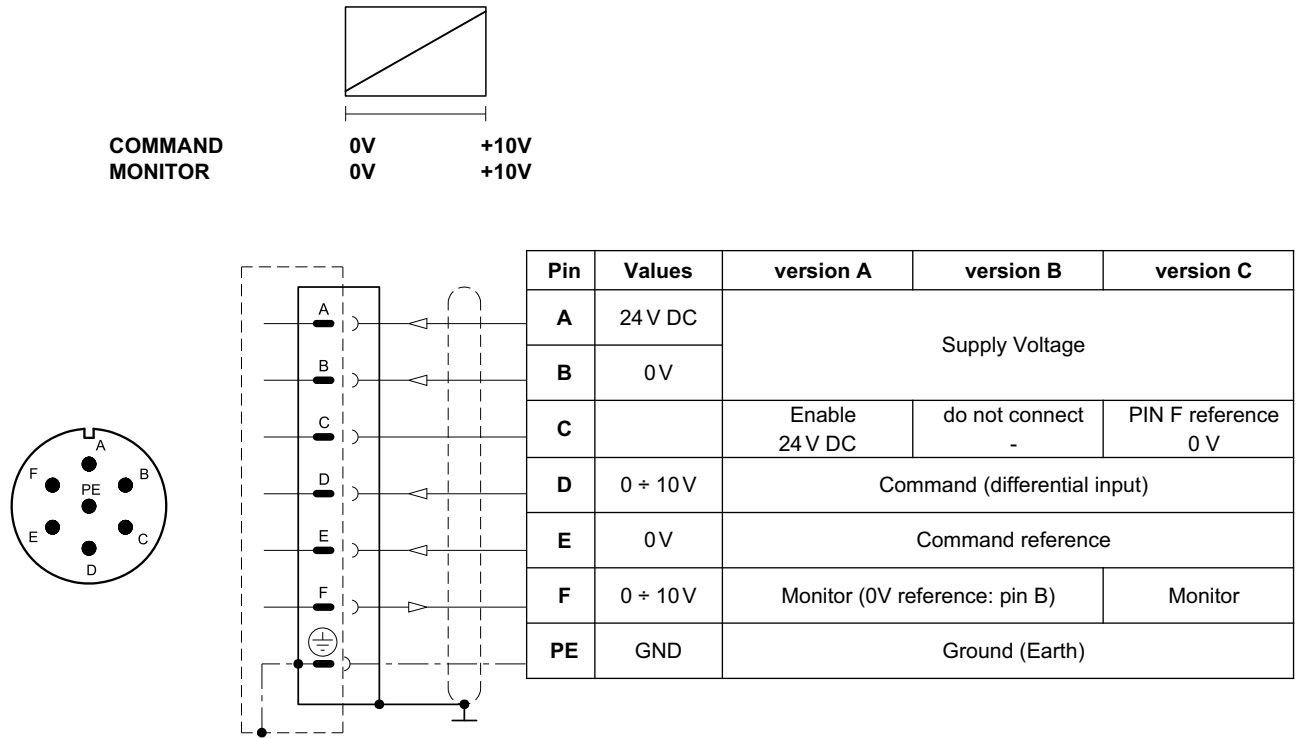 COMMAND 0V +10V
MONITOR 0V +10V
Pin Values version A version B version C
A 24 V DC Supply Voltage
B 0 V
C Enable 24 V DC do not connect - PIN F reference 0 V
D 0 ÷ 10 V Command (differential input)
E 0 V Command reference
F 0 ÷ 10 V Monitor (0V reference: pin B) Monitor
PE GND Ground (Earth)
A
B
C
D
E
F
A
F
B
PE
E
C
D